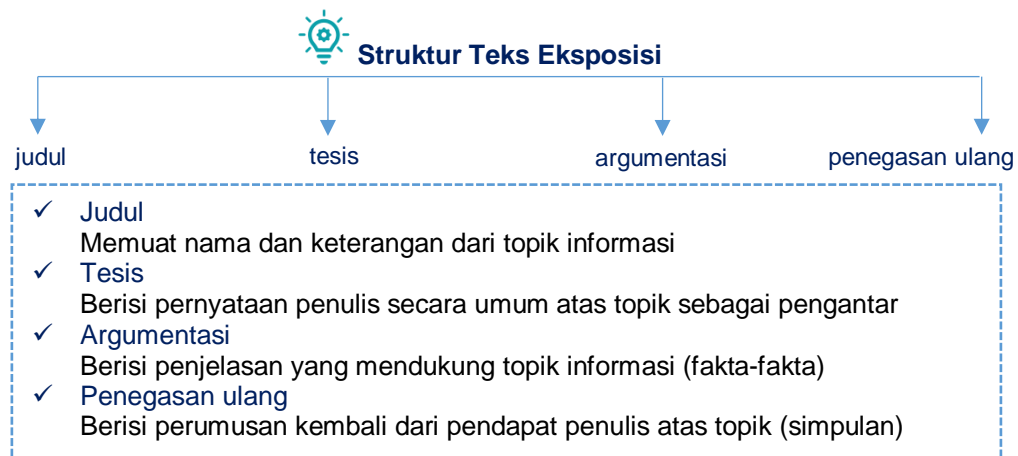 Struktur Teks Eksposisi
judul tesis argumentasi penegasan ulang
✓ Judul
Memuat nama dan keterangan dari topik informasi
✓ Tesis
Berisi pernyataan penulis secara umum atas topik sebagai pengantar
✓ Argumentasi
Berisi penjelasan yang mendukung topik informasi (fakta-fakta)
✓ Penegasan ulang
Berisi perumusan kembali dari pendapat penulis atas topik (simpulan)